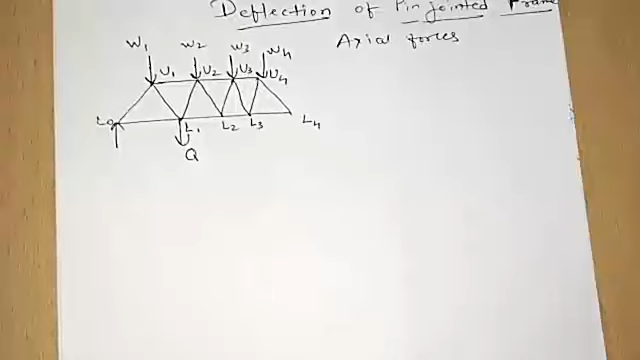 Deflection of Pin jointed Frame
Axial forces
W1 W2 W3 W4
U1 U2 U3 U4
L0 L1 L2 L3 L4
Q